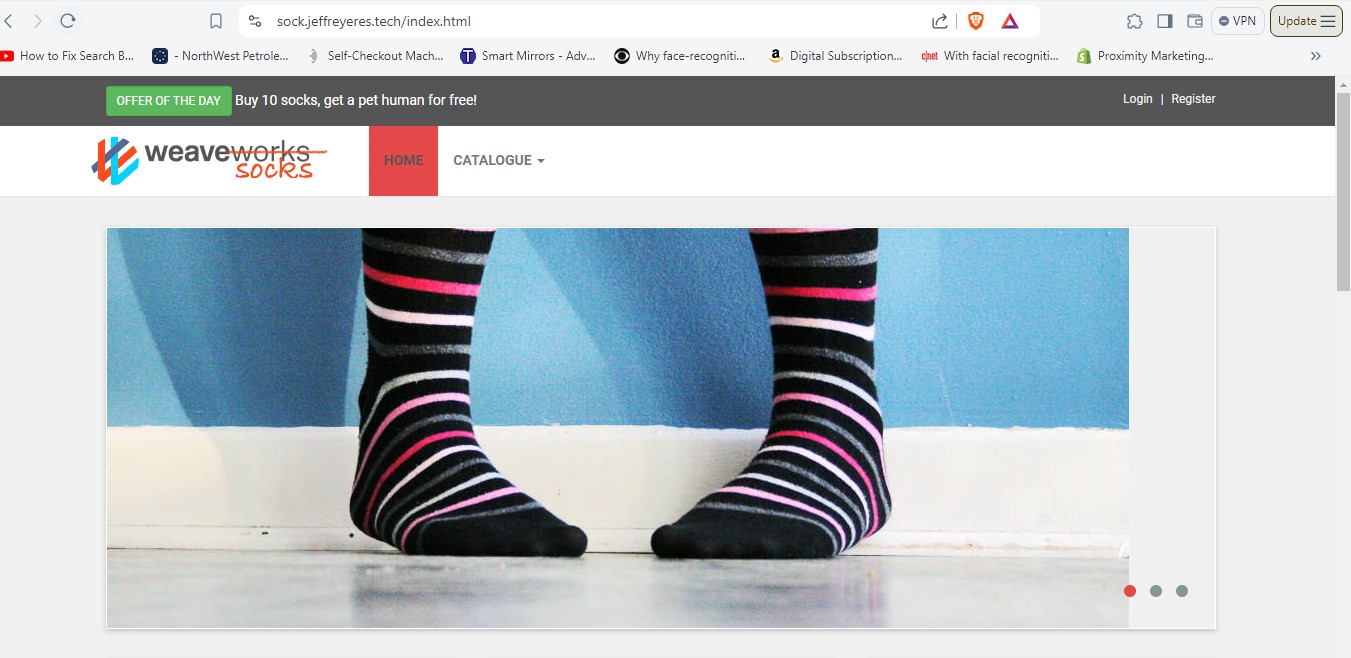 sock.jeffreyeres.tech/index.html
VPN
Update
How to Fix Search B...
- NorthWest Petrole...
Self-Checkout Mach...
Smart Mirrors - Adv...
Why face-recogniti...
Digital Subscription...
c|net With facial recogniti...
Proximity Marketing...
OFFER OF THE DAY Buy 10 socks, get a pet human for free!
Login | Register
weaveworks
socks
HOME
CATALOGUE